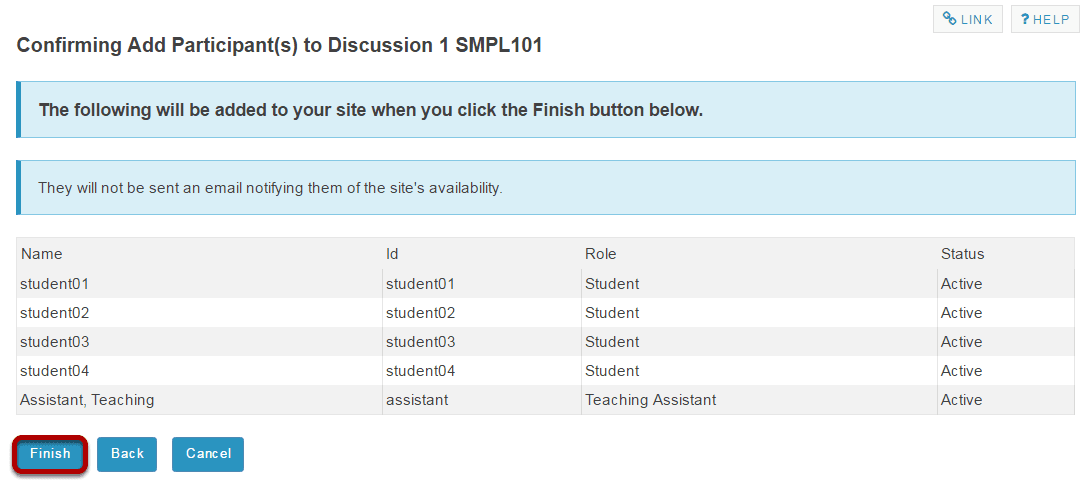 LINK
? HELP
Confirming Add Participant(s) to Discussion 1 SMPL101
The following will be added to your site when you click the Finish button below.
They will not be sent an email notifying them of the site's availability.
Name Id Role Status
student01 student01 Student Active
student02 student02 Student Active
student03 student03 Student Active
student04 student04 Student Active
Assistant, Teaching assistant Teaching Assistant Active
Finish Back Cancel